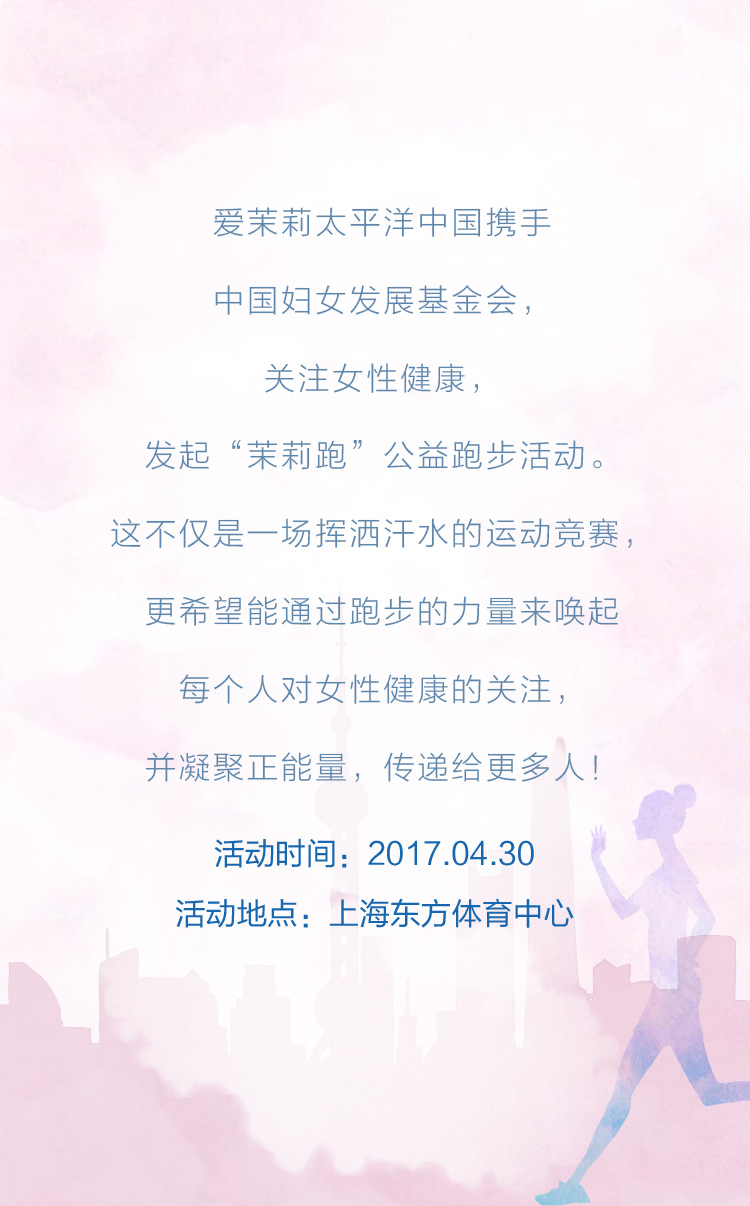 爱茉莉太平洋中国携手
中国妇女发展基金会，
关注女性健康，
发起“茉莉跑”公益跑步活动。
这不仅是一场挥洒汗水的运动竞赛，
更希望能通过跑步的力量来唤起
每个人对女性健康的关注，
并凝聚正能量，传递给更多人！
活动时间：2017.04.30
活动地点：上海东方体育中心